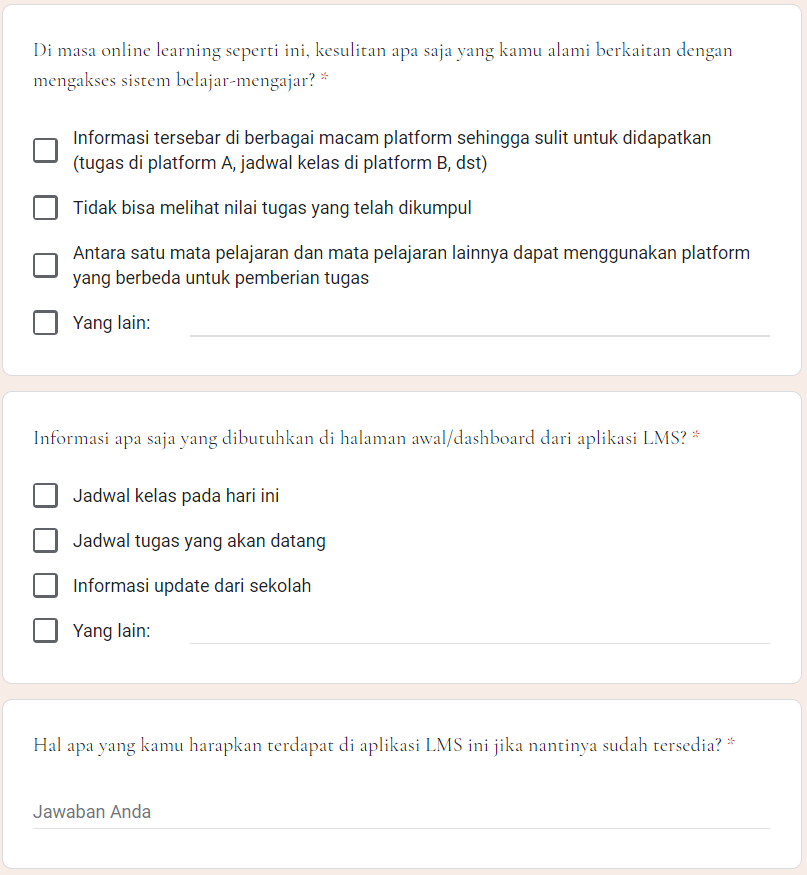 Di masa online learning seperti ini, kesulitan apa saja yang kamu alami berkaitan dengan
mengakses sistem belajar-mengajar? *
Informasi tersebar di berbagai macam platform sehingga sulit untuk didapatkan
(tugas di platform A, jadwal kelas di platform B, dst)
Tidak bisa melihat nilai tugas yang telah dikumpul
Antara satu mata pelajaran dan mata pelajaran lainnya dapat menggunakan platform
yang berbeda untuk pemberian tugas
Yang lain:
Informasi apa saja yang dibutuhkan di halaman awal/dashboard dari aplikasi LMS? *
Jadwal kelas pada hari ini
Jadwal tugas yang akan datang
Informasi update dari sekolah
Yang lain:
Hal apa yang kamu harapkan terdapat di aplikasi LMS ini jika nantinya sudah tersedia? *
Jawaban Anda